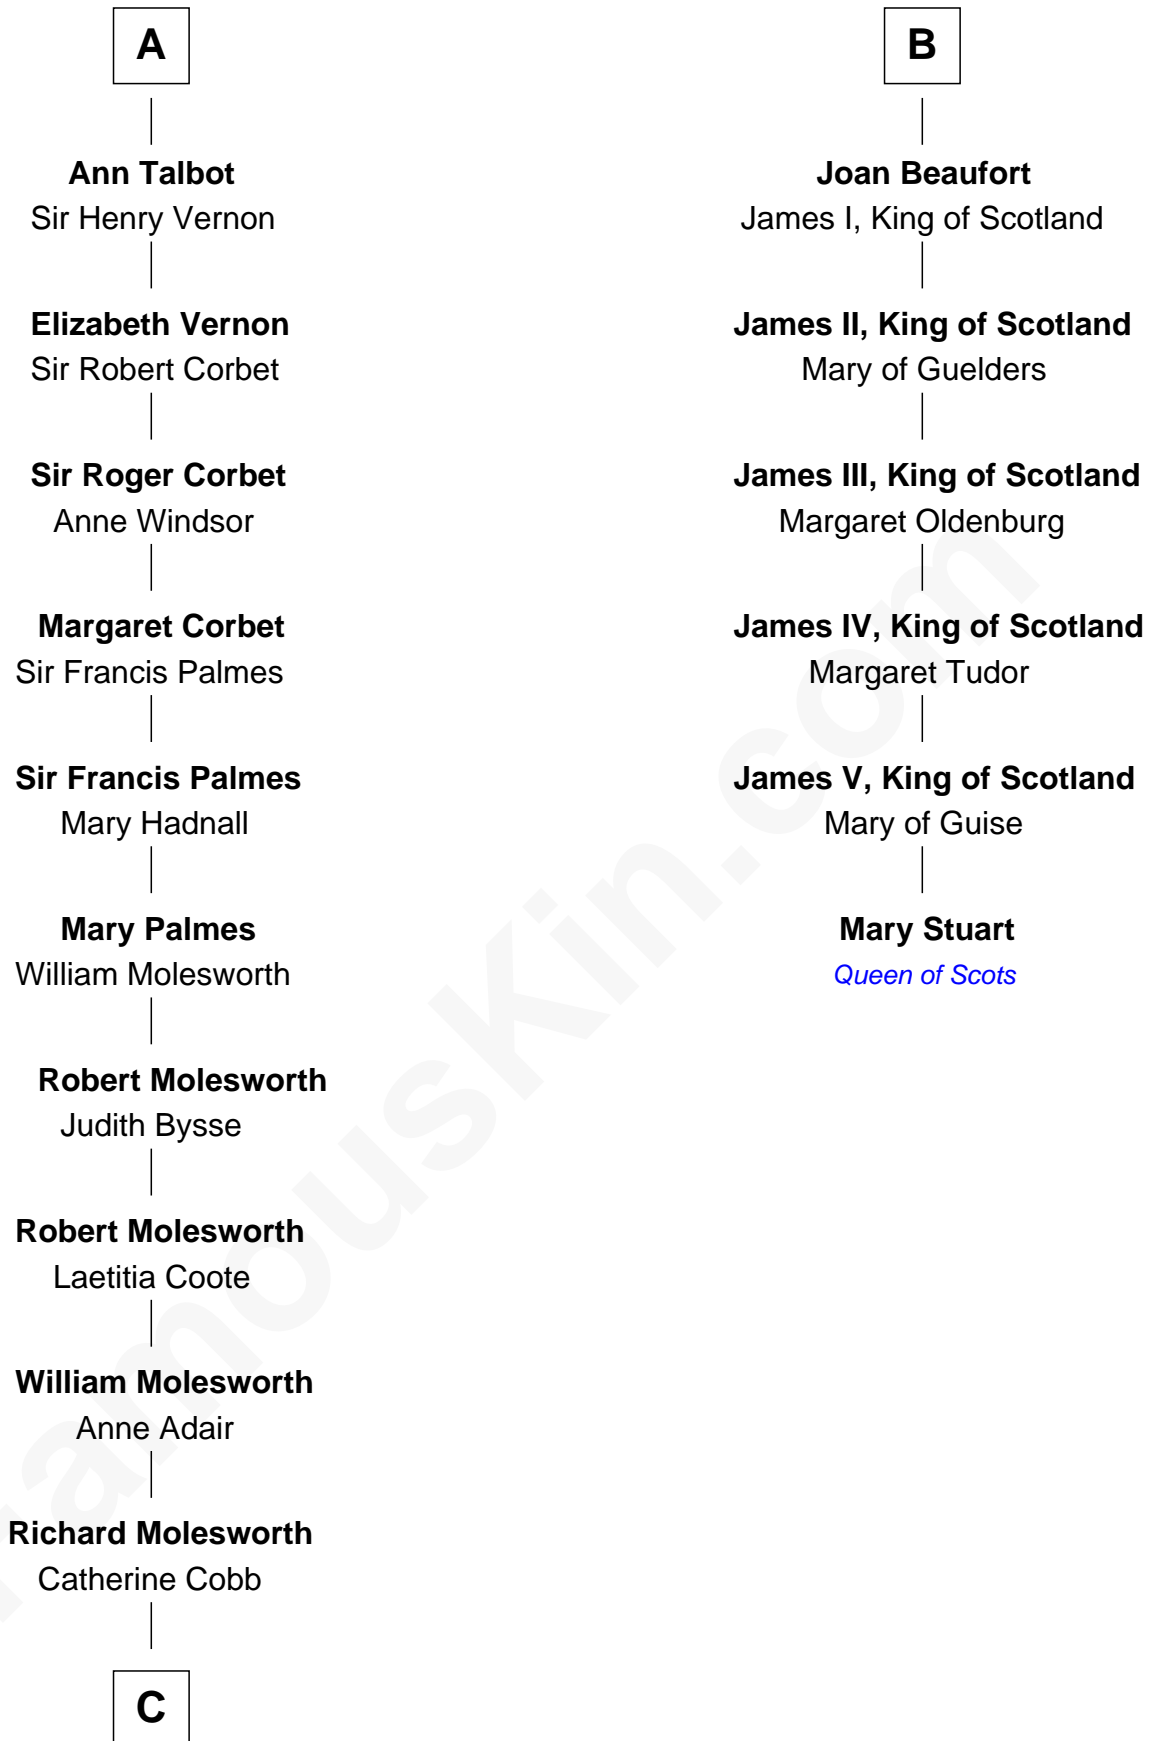 A
Ann Talbot
Sir Henry Vernon
Elizabeth Vernon
Sir Robert Corbet
Sir Roger Corbet
Anne Windsor
Margaret Corbet
Sir Francis Palmes
Sir Francis Palmes
Mary Hadnall
Mary Palmes
William Molesworth
Robert Molesworth
Judith Bysse
Robert Molesworth
Laetitia Coote
William Molesworth
Anne Adair
Richard Molesworth
Catherine Cobb
C
B
Joan Beaufort
James I, King of Scotland
James II, King of Scotland
Mary of Guelders
James III, King of Scotland
Margaret Oldenburg
James IV, King of Scotland
Margaret Tudor
James V, King of Scotland
Mary of Guise
Mary Stuart
Queen of Scots
FamousKin.com